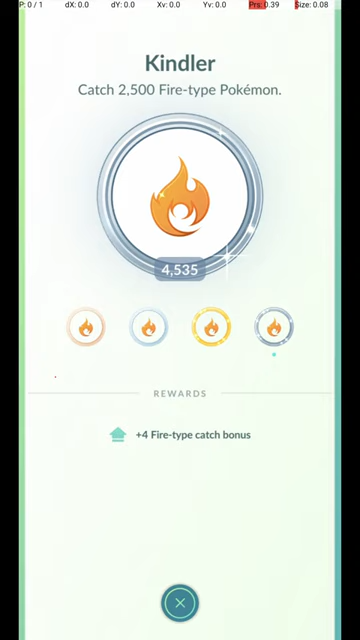 P: 0 / 1 dX: 0.0 dY: 0.0 Xv: 0.0 Yv: 0.0 Prs: 0.39 Size: 0.08
Kindler
Catch 2,500 Fire-type Pokémon.
4,535
REWARDS
+4 Fire-type catch bonus